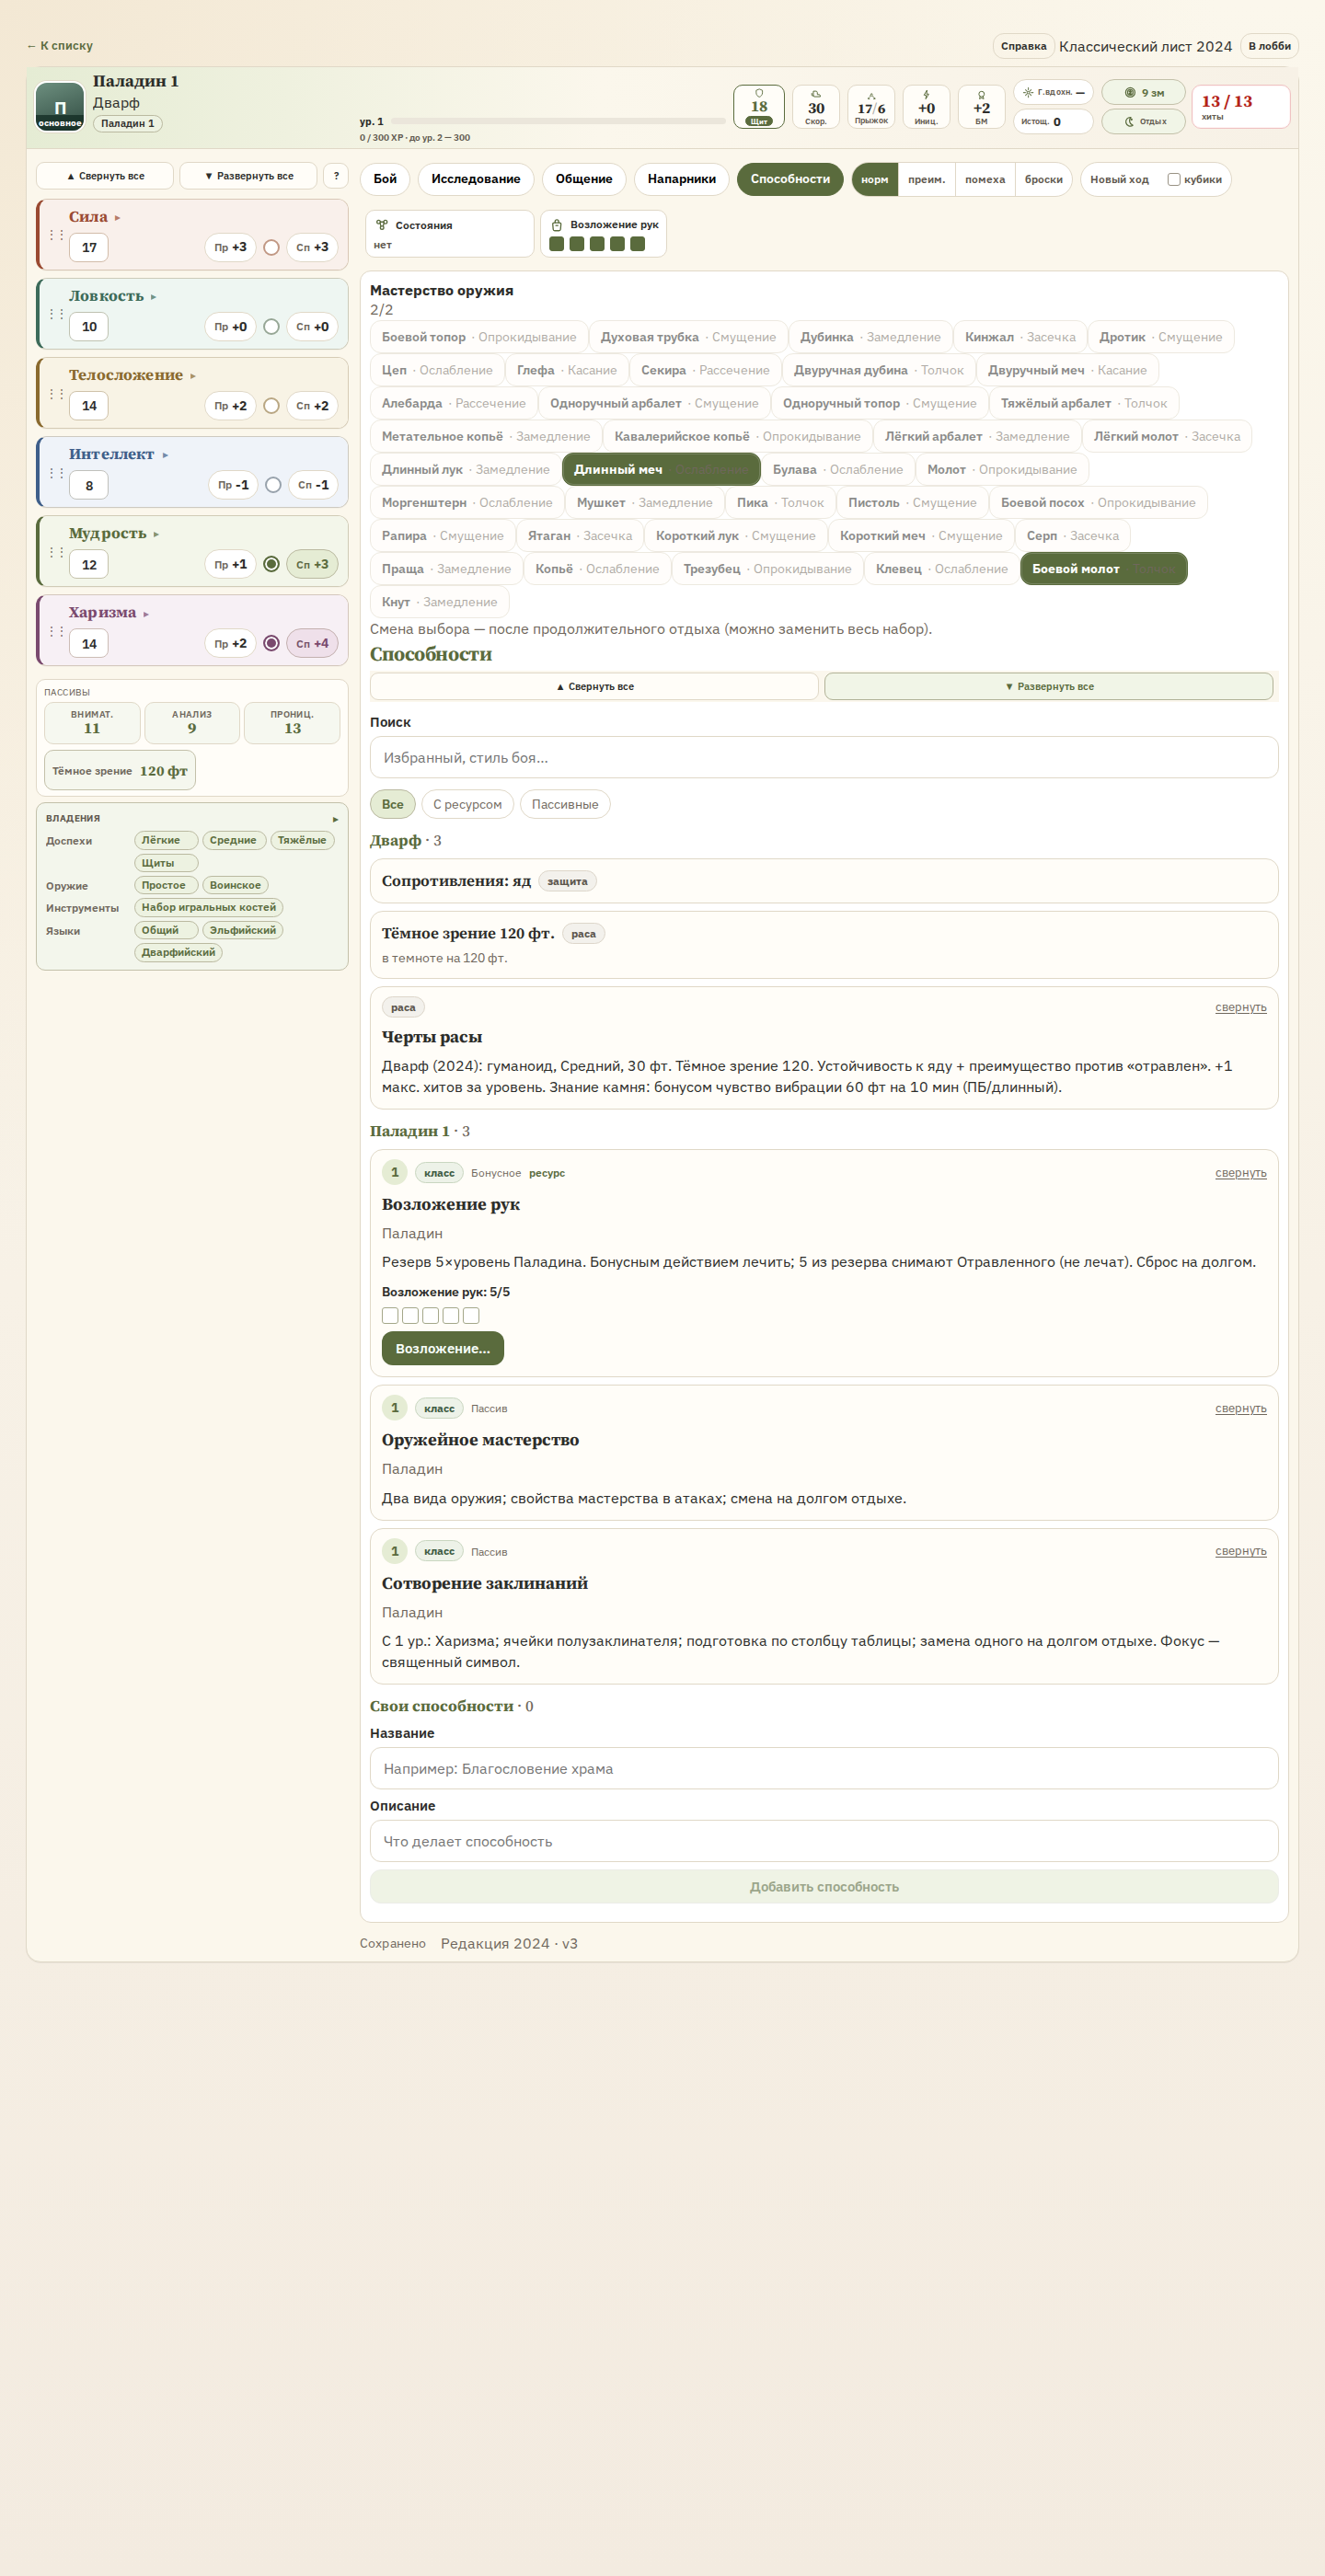 ← К списку
Справка Классический лист 2024 В лобби
П
основное
Паладин 1
Дварф
Паладин 1
ур. 1
0 / 300 XP · до ур. 2 — 300
18
Щит
30
Скор.
17/6
Прыжок
+0
Иниц.
+2
БМ
Г.вдохн. —
Истощ. 0
9 зм
Отдых
13 / 13
хиты
▲ Свернуть все ▼ Развернуть все ?
Сила ▸
17 Пр +3 Сп +3
Ловкость ▸
10 Пр +0 Сп +0
Телосложение ▸
14 Пр +2 Сп +2
Интеллект ▸
8 Пр -1 Сп -1
Мудрость ▸
12 Пр +1 Сп +3
Харизма ▸
14 Пр +2 Сп +4
ПАССИВЫ
ВНИМАТ. АНАЛИЗ ПРОНИЦ.
11 9 13
Тёмное зрение 120 фт
ВЛАДЕНИЯ ▸
Доспехи Лёгкие Средние Тяжёлые
Щиты
Оружие Простое Воинское
Инструменты Набор игральных костей
Языки Общий Эльфийский
Дварфийский
Бой Исследование Общение Напарники Способности норм преим. помеха броски Новый ход кубики
Состояния
нет
Возложение рук
Мастерство оружия
2/2
Боевой топор · Опрокидывание Духовая трубка · Смущение Дубинка · Замедление Кинжал · Засечка Дротик · Смущение
Цеп · Ослабление Глефа · Касание Секира · Рассечение Двуручная дубина · Толчок Двуручный меч · Касание
Алебарда · Рассечение Одноручный арбалет · Смущение Одноручный топор · Смущение Тяжёлый арбалет · Толчок
Метательное копьё · Замедление Кавалерийское копьё · Опрокидывание Лёгкий арбалет · Замедление Лёгкий молот · Засечка
Длинный лук · Замедление Длинный меч Булава · Ослабление Молот · Опрокидывание
Моргенштерн · Ослабление Мушкет · Замедление Пика · Толчок Пистоль · Смущение Боевой посох · Опрокидывание
Рапира · Смущение Ятаган · Засечка Короткий лук · Смущение Короткий меч · Смущение Серп · Засечка
Праща · Замедление Копьё · Ослабление Трезубец · Опрокидывание Клевец · Ослабление Боевой молот
Кнут · Замедление
Смена выбора — после продолжительного отдыха (можно заменить весь набор).
Способности
▲ Свернуть все ▼ Развернуть все
Поиск
Избранный, стиль боя...
Все С ресурсом Пассивные
Дварф · 3
Сопротивления: яд защита
Тёмное зрение 120 фт. раса
в темноте на 120 фт.
раса свернуть
Черты расы
Дварф (2024): гуманоид, Средний, 30 фт. Тёмное зрение 120. Устойчивость к яду + преимущество против «отравлен». +1
макс. хитов за уровень. Знание камня: бонусом чувство вибрации 60 фт на 10 мин (ПБ/длинный).
Паладин 1 · 3
1 класс Бонусное ресурс свернуть
Возложение рук
Паладин
Резерв 5×уровень Паладина. Бонусным действием лечить; 5 из резерва снимают Отравленного (не лечат). Сброс на долгом.
Возложение рук: 5/5
Возложение...
1 класс Пассив свернуть
Оружейное мастерство
Паладин
Два вида оружия; свойства мастерства в атаках; смена на долгом отдыхе.
1 класс Пассив свернуть
Сотворение заклинаний
Паладин
С 1 ур.: Харизма; ячейки полузаклинателя; подготовка по столбцу таблицы; замена одного на долгом отдыхе. Фокус —
священный символ.
Свои способности · 0
Название
Например: Благословение храма
Описание
Что делает способность
Добавить способность
Сохранено Редакция 2024 · v3